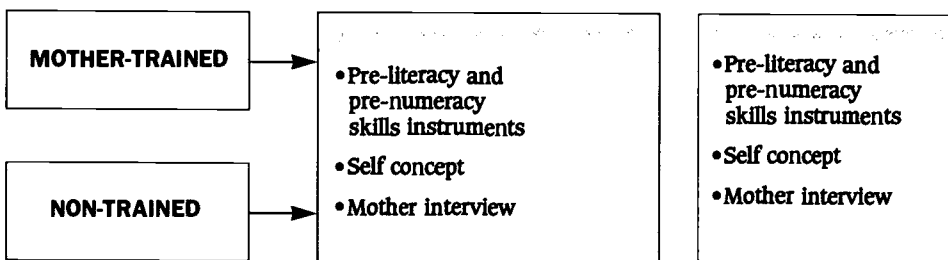 MOTHER-TRAINED
NON-TRAINED
•Pre-literacy and
pre-numeracy
skills instruments
•Self concept
•Mother interview
•Pre-literacy and
pre-numeracy
skills instruments
•Self concept
•Mother interview